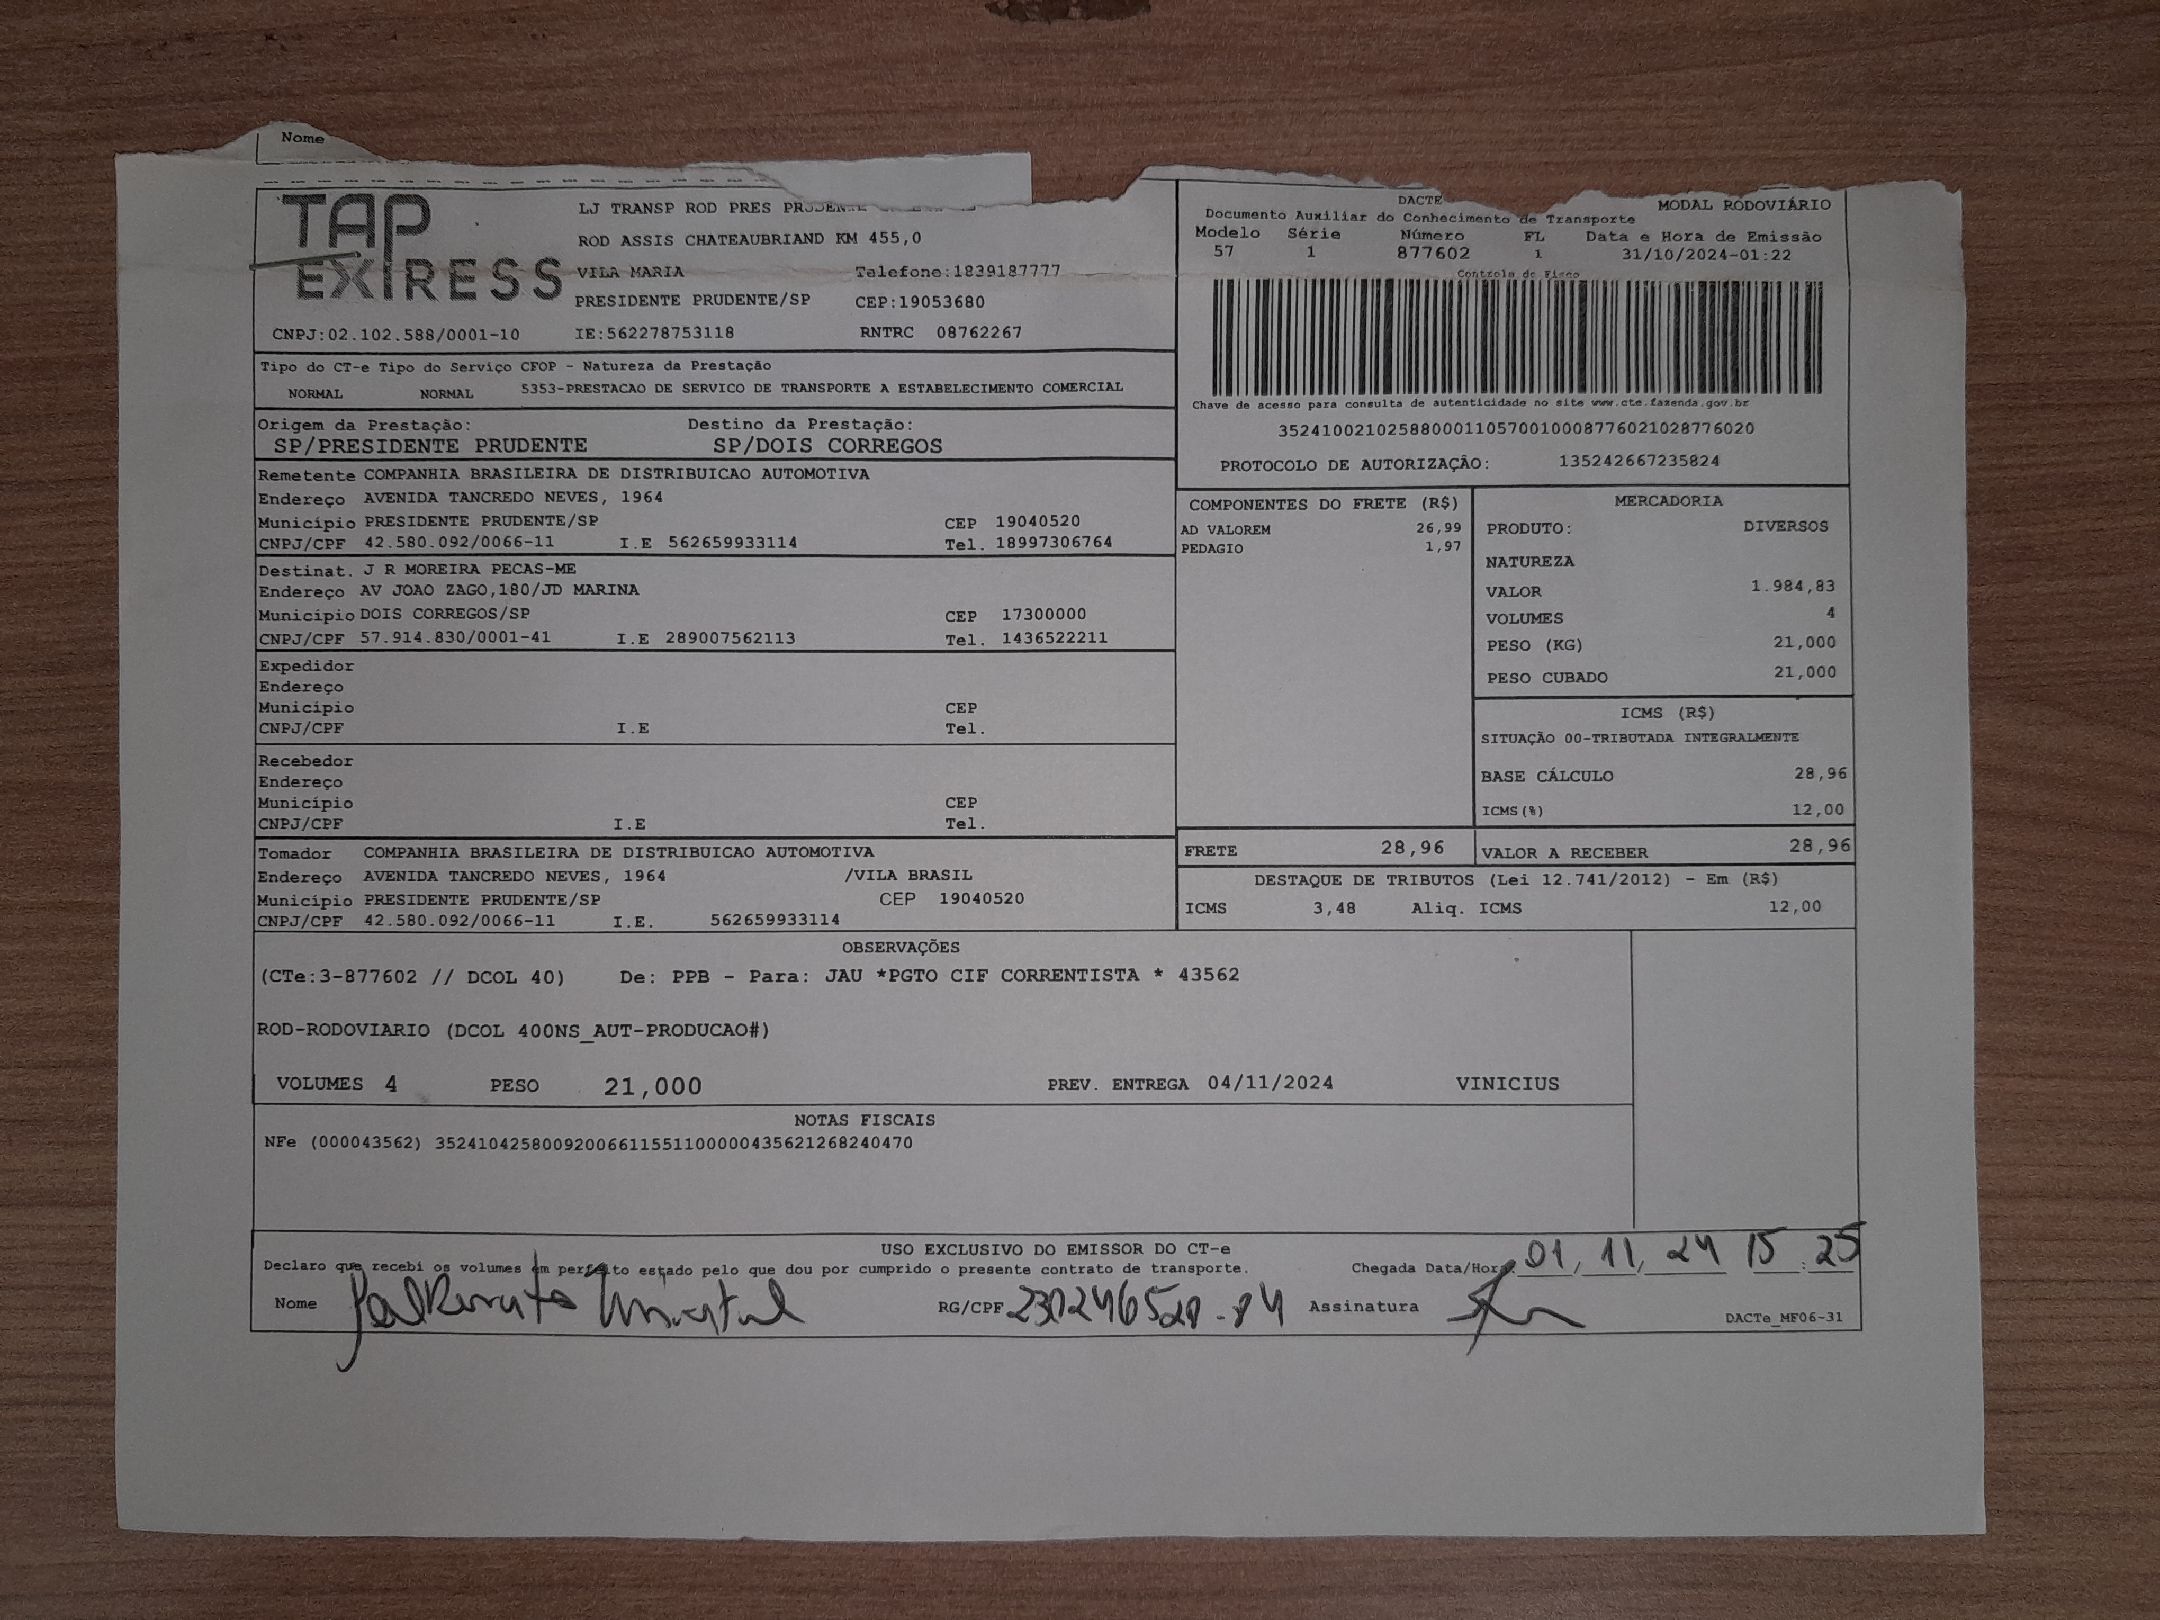 Nome
TAP
EXIRESS
LJ TRANSP ROD PRES
ROD ASSIS CHATEAUBRIAND KM 455,0
VILA MARIA Telefone:1839187777
PRESIDENTE PRUDENTE/SP CEP:19053680
CNPJ:02.102.588/0001-10 IE:562278753118 RNTRC 08762267
DACTE MODAL RODOVIÁRIO
Documento Auxiliar do Conhecimento de Transporte
Modelo Série Número FL Data e Hora de Emissão
57 1 877602 1 31/10/2024-01:22
Controle do Fisco
Chave de acesso para consulta de autenticidade no site www.cte.fazenda.gov.br
35241002102588000110570010008776021028776020
PROTOCOLO DE AUTORIZAÇÃO: 135242667235824
Tipo do CT-e Tipo do Serviço CFOP - Natureza da Prestação
NORMAL NORMAL 5353-PRESTACAO DE SERVICO DE TRANSPORTE A ESTABELECIMENTO COMERCIAL
Origem da Prestação: Destino da Prestação:
SP/PRESIDENTE PRUDENTE SP/DOIS CORREGOS
Remetente COMPANHIA BRASILEIRA DE DISTRIBUICAO AUTOMOTIVA
Endereço AVENIDA TANCREDO NEVES, 1964
Município PRESIDENTE PRUDENTE/SP CEP 19040520
CNPJ/CPF 42.580.092/0066-11 I.E 562659933114 Tel. 18997306764
Destinat. J R MOREIRA PECAS-ME
Endereço AV JOAO ZAGO,180/JD MARINA
Município DOIS CORREGOS/SP CEP 17300000
CNPJ/CPF 57.914.830/0001-41 I.E 289007562113 Tel. 1436522211
Expedidor
Endereço
Município CEP
CNPJ/CPF I.E Tel.
Recebedor
Endereço
Município CEP
CNPJ/CPF I.E Tel.
Tomador COMPANHIA BRASILEIRA DE DISTRIBUICAO AUTOMOTIVA
Endereço AVENIDA TANCREDO NEVES, 1964 /VILA BRASIL
Município PRESIDENTE PRUDENTE/SP CEP 19040520
CNPJ/CPF 42.580.092/0066-11 I.E. 562659933114
COMPONENTES DO FRETE (R$)
AD VALOREM 26,99
PEDAGIO 1,97
MERCADORIA
PRODUTO: DIVERSOS
NATUREZA
VALOR 1.984,83
VOLUMES 4
PESO (KG) 21,000
PESO CUBADO 21,000
ICMS (R$)
SITUAÇÃO 00-TRIBUTADA INTEGRALMENTE
BASE CÁLCULO 28,96
ICMS(%) 12,00
FRETE 28,96 VALOR A RECEBER 28,96
DESTAQUE DE TRIBUTOS (Lei 12.741/2012) - Em (R$)
ICMS 3,48 Aliq. ICMS 12,00
OBSERVAÇÕES
(CTe:3-877602 // DCOL 40) De: PPB - Para: JAU *PGTO CIF CORRENTISTA * 43562
ROD-RODOVIARIO (DCOL 400NS_AUT-PRODUCAO#)
VOLUMES 4 PESO 21,000 PREV. ENTREGA 04/11/2024 VINICIUS
NOTAS FISCAIS
NFe (000043562) 35241042580092006611551100000435621268240470
USO EXCLUSIVO DO EMISSOR DO CT-e
Declaro que recebi os volumes em perfeito estado pelo que dou por cumprido o presente contrato de transporte. Chegada Data/Hora: 01/11/24 15:25
Nome RG/CPF Assinatura
DACTe_MF06-31